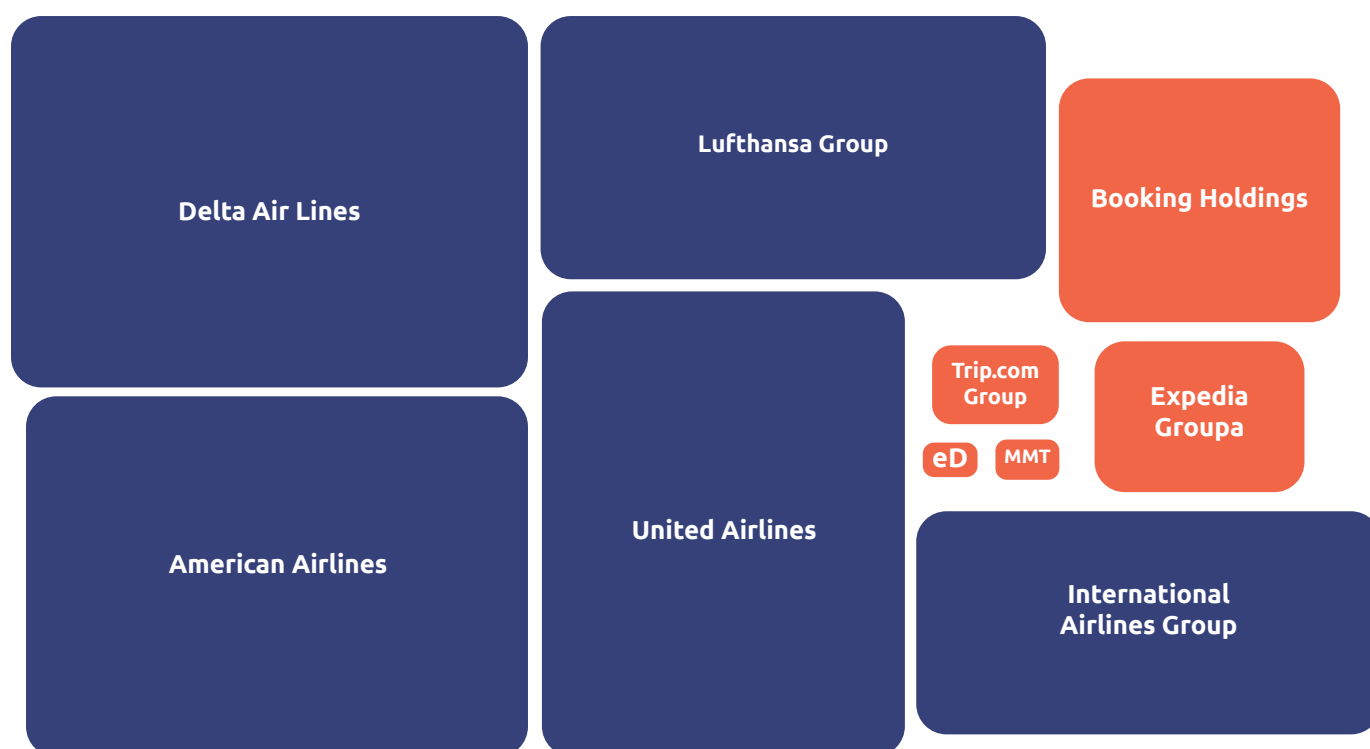 Delta Air Lines
Lufthansa Group
Booking Holdings
Trip.com
Group
Expedia
Groupa
eD
MMT
American Airlines
United Airlines
International
Airlines Group